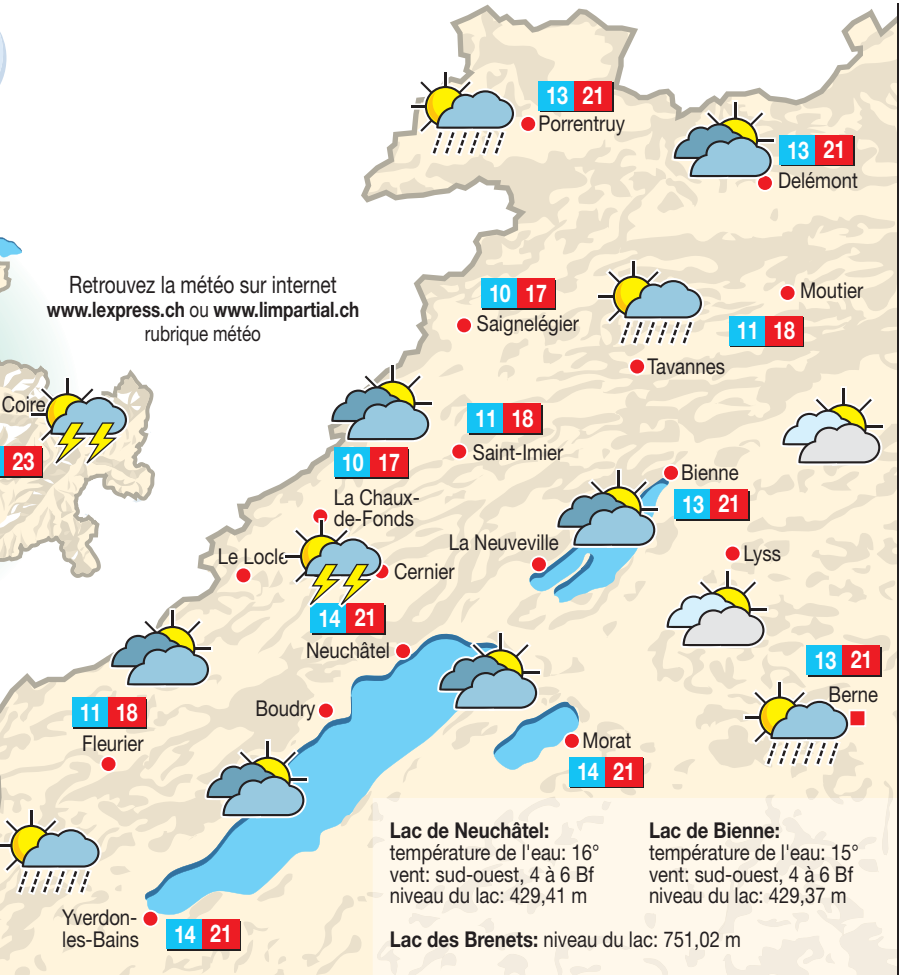 13 21
Porrentruy
13 21
Delémont
Retrouvez la météo sur internet
www.lexpress.ch ou www.limpartial.ch
rubrique météo
10 17
Saignelégier
Moutier
11 18
Tavannes
Coire
23
11 18
Saint-Imier
10 17
La Chaux-
de-Fonds
Bienne
13 21
La Neuveville
Lyss
Le Locle
Cernier
14 21
Neuchâtel
13 21
Berne
11 18
Fleurier
Boudry
Morat
14 21
Yverdon-
les-Bains
14 21
Lac de Neuchâtel:
température de l'eau: 16°
vent: sud-ouest, 4 à 6 Bf
niveau du lac: 429,41 m
Lac de Bienne:
température de l'eau: 15°
vent: sud-ouest, 4 à 6 Bf
niveau du lac: 429,37 m
Lac des Brenets: niveau du lac: 751,02 m